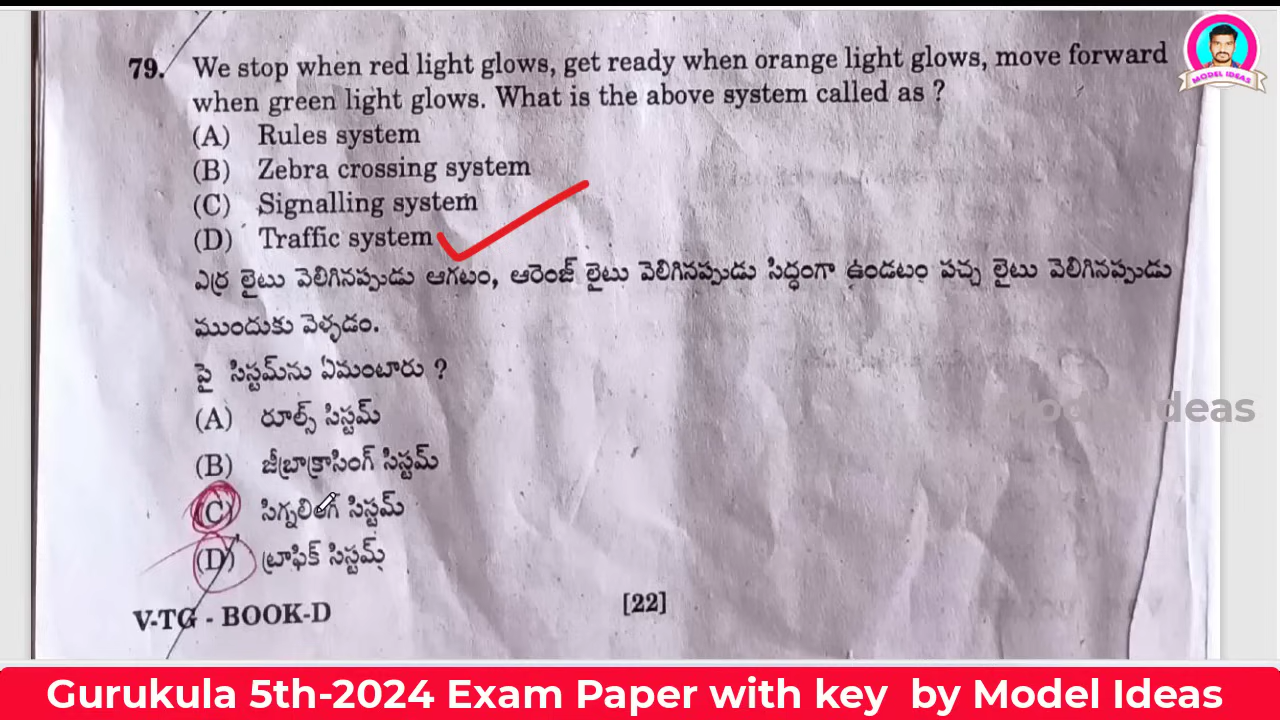 MODEL IDEAS
79. We stop when red light glows, get ready when orange light glows, move forward
when green light glows. What is the above system called as ?
(A) Rules system
(B) Zebra crossing system
(C) Signalling system
(D) Traffic system
ఎర్ర లైటు వెలిగినప్పుడు ఆగటం, ఆరెంజ్ లైటు వెలిగినప్పుడు సిద్ధంగా ఉండటం పచ్చ లైటు వెలిగినప్పుడు
ముందుకు వెళ్ళడం.
పై సిస్టమ్‌ను ఏమంటారు ?
(A) రూల్స్ సిస్టమ్
(B) జీబ్రాక్రాసింగ్ సిస్టమ్
(C) సిగ్నలింగ్ సిస్టమ్
(D) ట్రాఫిక్ సిస్టమ్
V-TG - BOOK-D [22]
Model Ideas
Gurukula 5th-2024 Exam Paper with key by Model Ideas